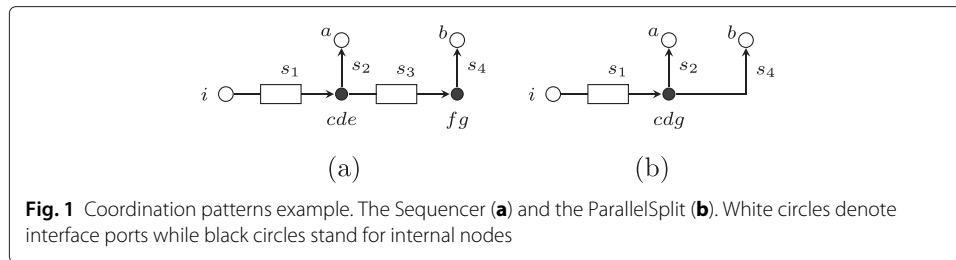 a b a b
s1 s2 s3 s4 s1 s2 s4
i i
cde fg cdg
(a) (b)
Fig. 1 Coordination patterns example. The Sequencer (a) and the ParallelSplit (b). White circles denote
interface ports while black circles stand for internal nodes